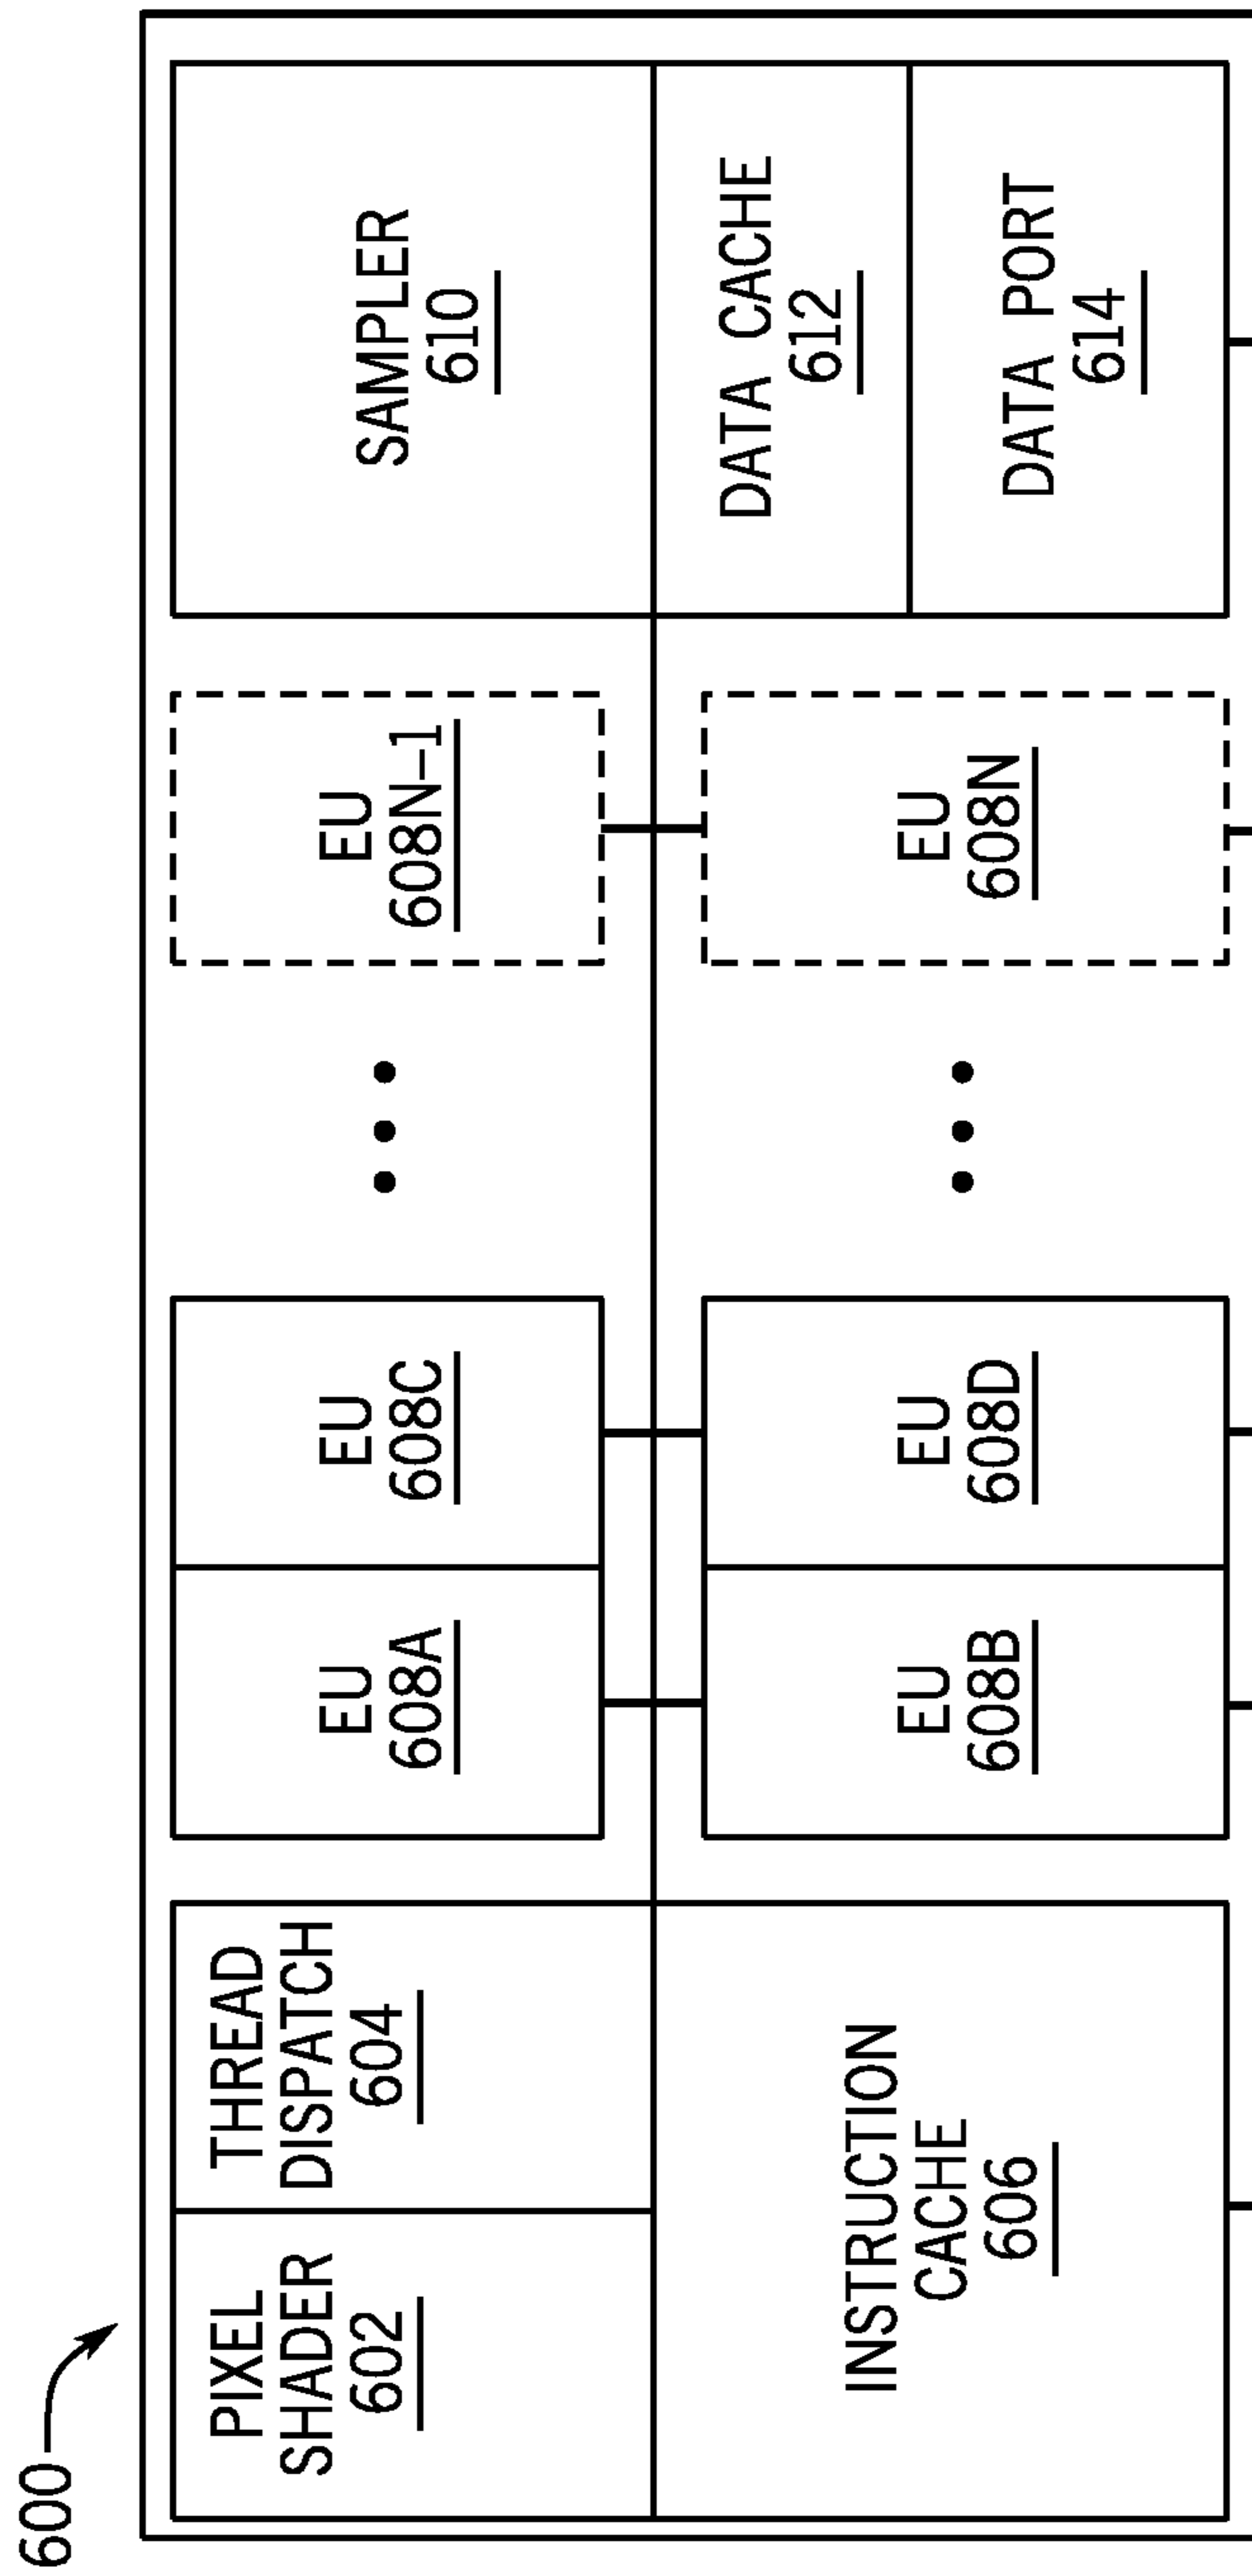 600
PIXEL
SHADER
602
THREAD
DISPATCH
604
INSTRUCTION
CACHE
606
EU
608A
EU
608C
EU
608B
EU
608D
EU
608N–1
EU
608N
SAMPLER
610
DATA CACHE
612
DATA PORT
614